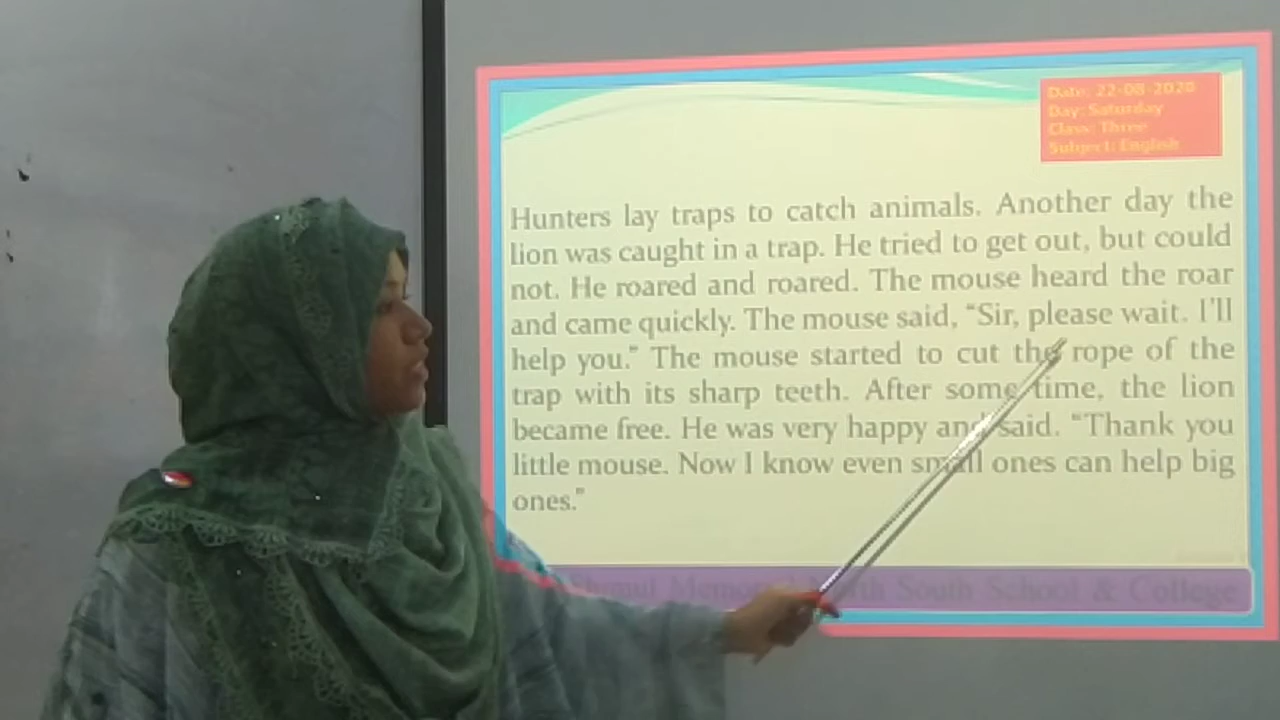 Date: 22-08-2020
Day: Saturday
Class: Three
Subject: English
Hunters lay traps to catch animals. Another day the
lion was caught in a trap. He tried to get out, but could
not. He roared and roared. The mouse heard the roar
and came quickly. The mouse said, “Sir, please wait. I'll
help you.” The mouse started to cut the rope of the
trap with its sharp teeth. After some time, the lion
became free. He was very happy and said. “Thank you
little mouse. Now I know even small ones can help big
ones.”
South School & College